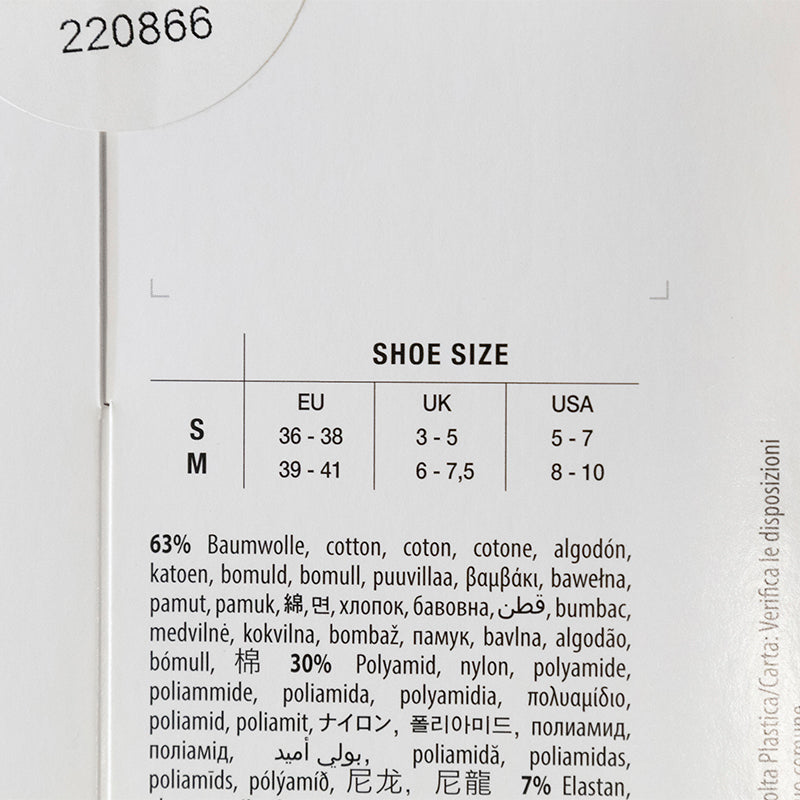 220866
SHOE SIZE
EU UK USA
S 36 - 38 3 - 5 5 - 7
M 39 - 41 6 - 7,5 8 - 10
63% Baumwolle, cotton, coton, cotone, algodón,
katoen, bomuld, bomull, puuvillaa, βαμβάκι, bawełna,
pamut, pamuk, 綿, 면, хлопок, бавовна, قطن, bumbac,
medvilnė, kokvilna, bombaž, памук, bavlna, algodão,
bómull, 棉 30% Polyamid, nylon, polyamide,
poliammide, poliamida, polyamidia, πολυαμίδιο,
poliamid, poliamit, ナイロン, 폴리아미드, полиамид,
поліамід, بولي أميد, poliamidă, poliamidas,
poliamīds, pólýamíð, 尼龙, 尼龍 7% Elastan,
olta Plastica/Carta: Verifica le disposizioni
comune